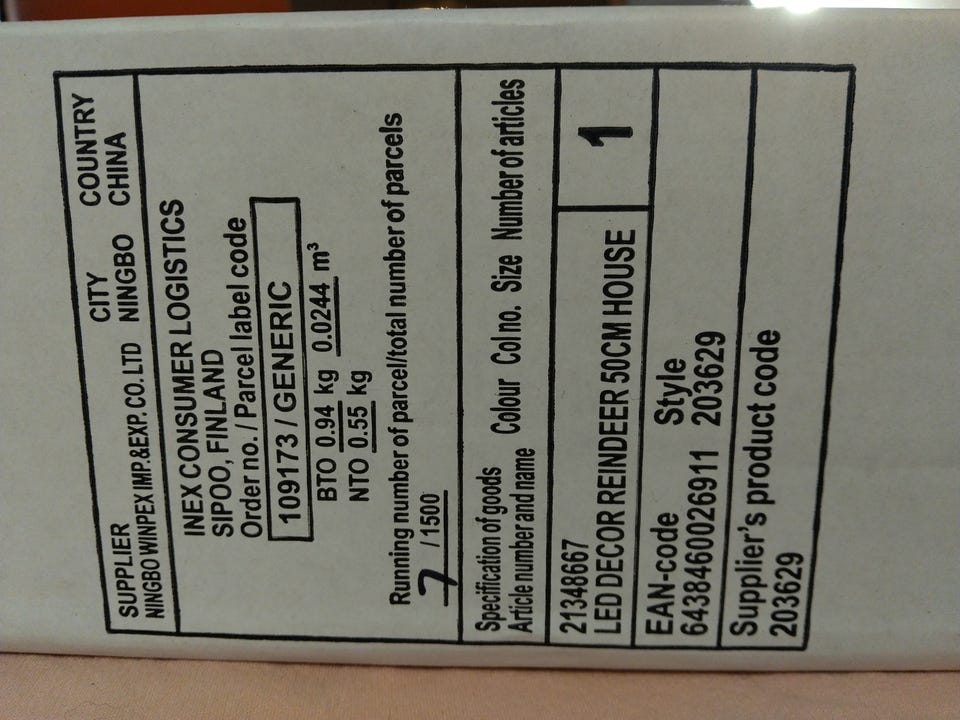 SUPPLIER CITY COUNTRY
NINGBO WINPEX IMP.&EXP. CO. LTD NINGBO CHINA
INEX CONSUMER LOGISTICS
SIPOO, FINLAND
Order no. / Parcel label code
109173 / GENERIC
BTO 0.94 kg 0.0244 m³
NTO 0.55 kg
Running number of parcel/total number of parcels
7 / 1500
Specification of goods
Article number and name Colour Col no. Size Number of articles
21348667
LED DECOR REINDEER 50CM HOUSE 1
EAN-code Style
6438460026911 203629
Supplier's product code
203629